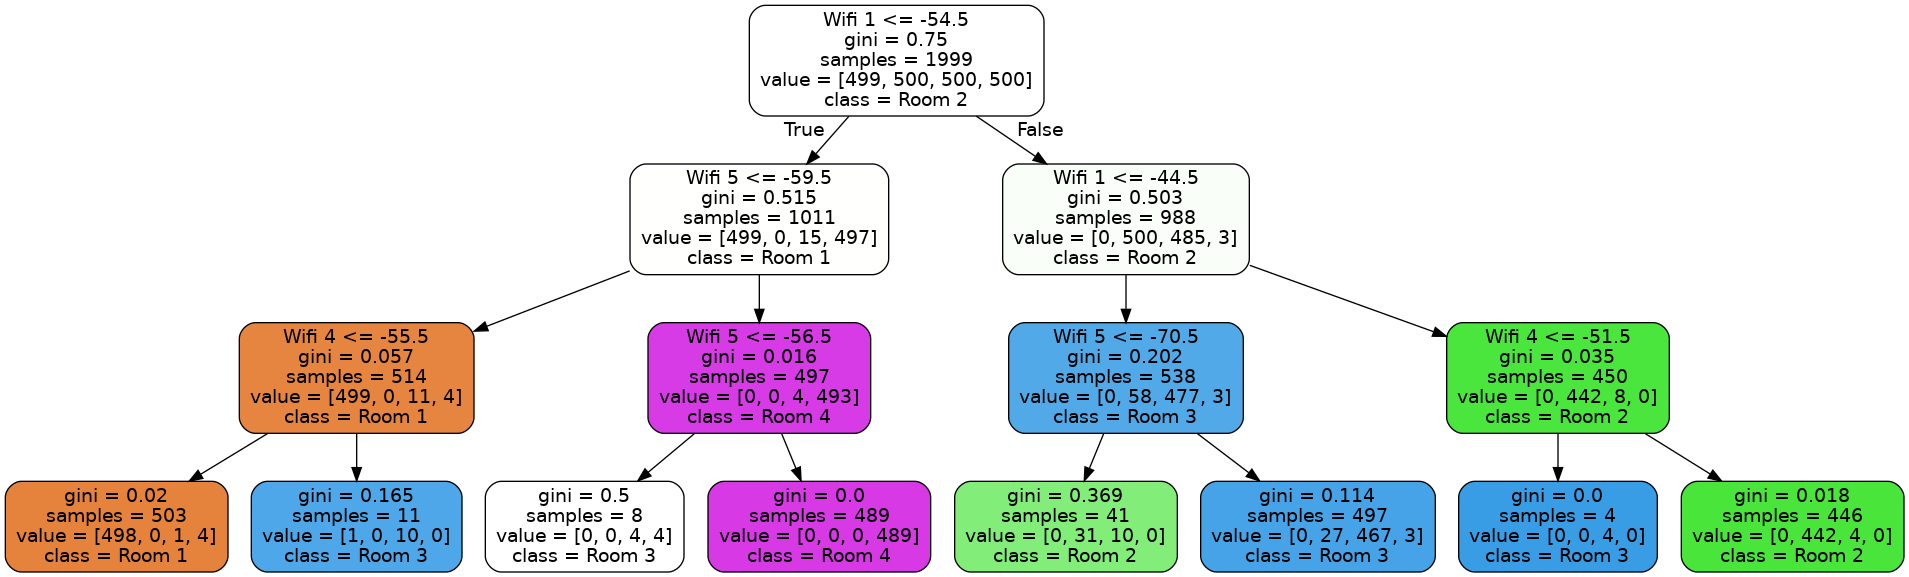 Wifi 1 <= -54.5
gini = 0.75
samples = 1999
value = [499, 500, 500, 500]
class = Room 2
True
False
Wifi 5 <= -59.5
gini = 0.515
samples = 1011
value = [499, 0, 15, 497]
class = Room 1
Wifi 1 <= -44.5
gini = 0.503
samples = 988
value = [0, 500, 485, 3]
class = Room 2
Wifi 4 <= -55.5
gini = 0.057
samples = 514
value = [499, 0, 11, 4]
class = Room 1
Wifi 5 <= -56.5
gini = 0.016
samples = 497
value = [0, 0, 4, 493]
class = Room 4
Wifi 5 <= -70.5
gini = 0.202
samples = 538
value = [0, 58, 477, 3]
class = Room 3
Wifi 4 <= -51.5
gini = 0.035
samples = 450
value = [0, 442, 8, 0]
class = Room 2
gini = 0.02
samples = 503
value = [498, 0, 1, 4]
class = Room 1
gini = 0.165
samples = 11
value = [1, 0, 10, 0]
class = Room 3
gini = 0.5
samples = 8
value = [0, 0, 4, 4]
class = Room 3
gini = 0.0
samples = 489
value = [0, 0, 0, 489]
class = Room 4
gini = 0.369
samples = 41
value = [0, 31, 10, 0]
class = Room 2
gini = 0.114
samples = 497
value = [0, 27, 467, 3]
class = Room 3
gini = 0.0
samples = 4
value = [0, 0, 4, 0]
class = Room 3
gini = 0.018
samples = 446
value = [0, 442, 4, 0]
class = Room 2